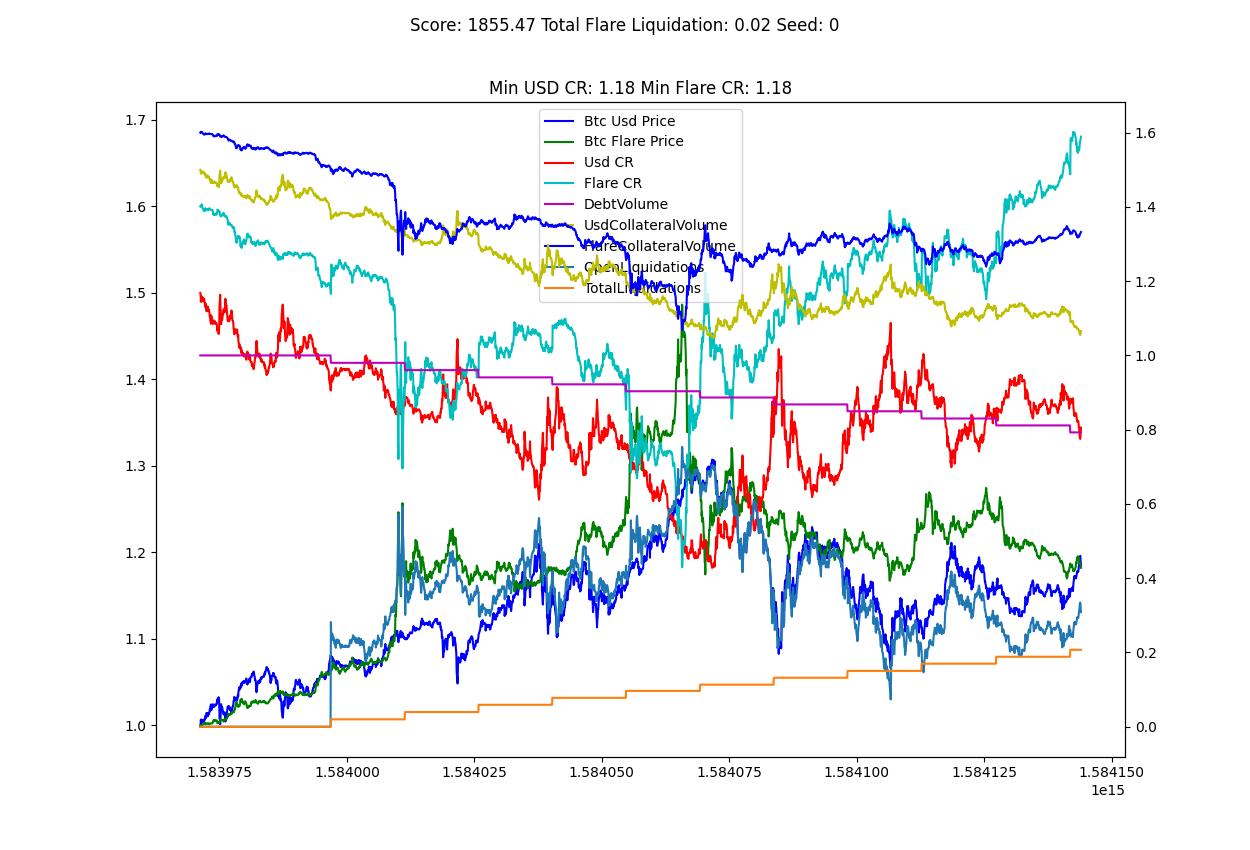 Score: 1855.47 Total Flare Liquidation: 0.02 Seed: 0
Min USD CR: 1.18 Min Flare CR: 1.18
Btc Usd Price
Btc Flare Price
Usd CR
Flare CR
DebtVolume
UsdCollateralVolume
FlareCollateralVolume
OpenLiquidations
TotalLiquidations
1.7
1.6
1.5
1.4
1.3
1.2
1.1
1.0
1.6
1.4
1.2
1.0
0.8
0.6
0.4
0.2
0.0
1.583975 1.584000 1.584025 1.584050 1.584075 1.584100 1.584125 1.584150
1e15